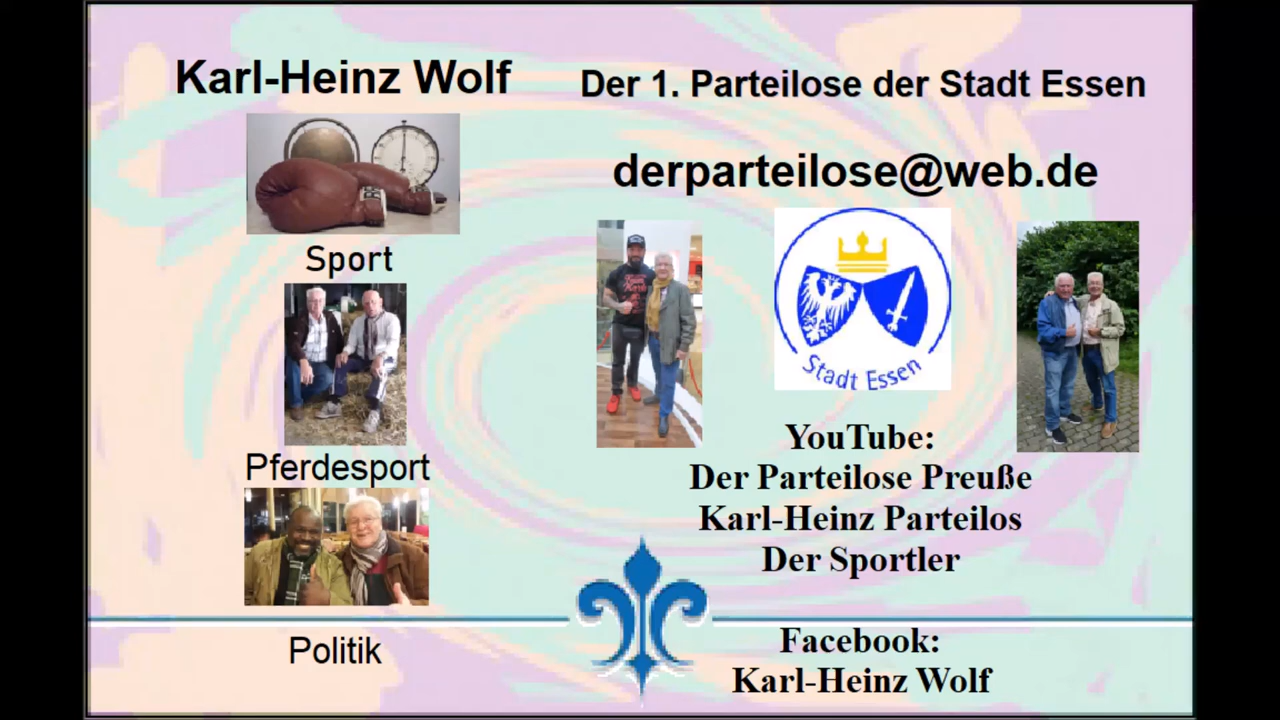 Karl-Heinz Wolf
Der 1. Parteilose der Stadt Essen
derparteilose@web.de
Sport
Pferdesport
Politik
Stadt Essen
YouTube:
Der Parteilose Preuße
Karl-Heinz Parteilos
Der Sportler
Facebook:
Karl-Heinz Wolf